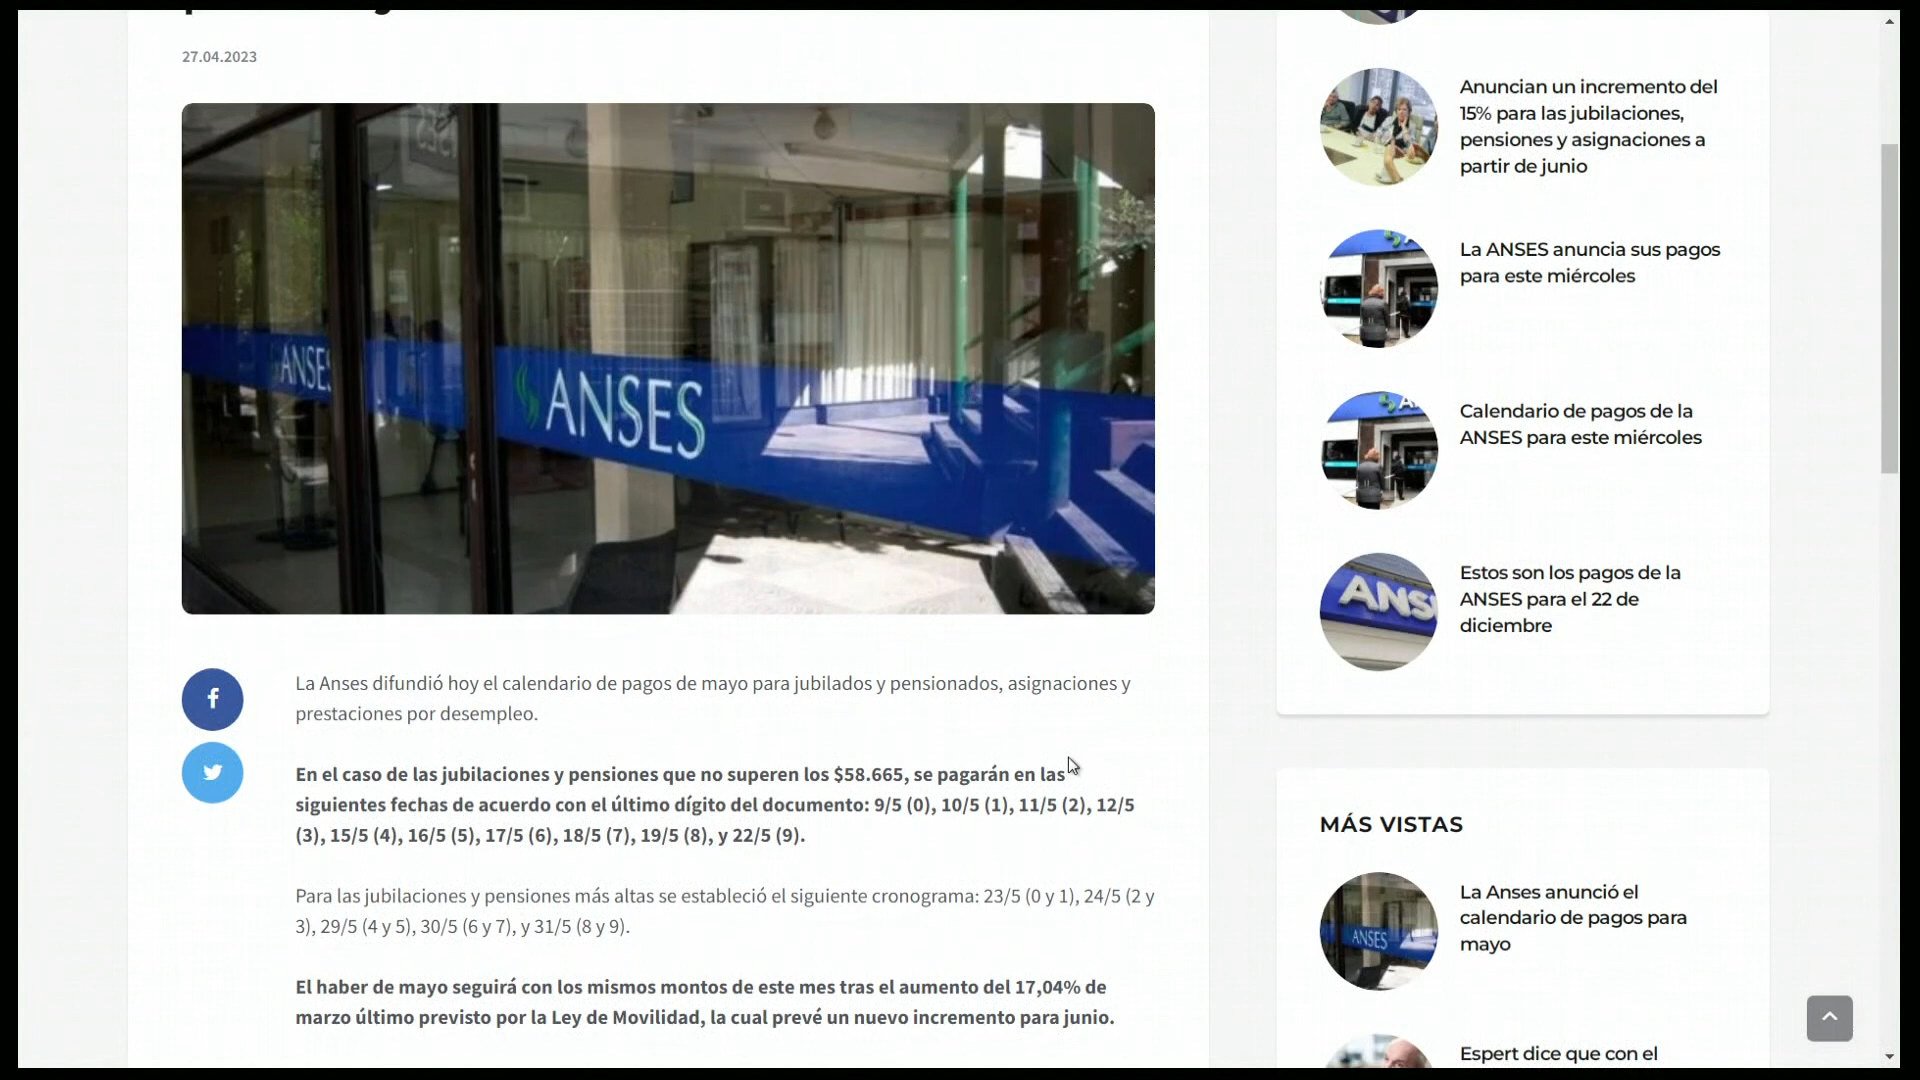 27.04.2023
ANSES
ANSES
La Anses difundió hoy el calendario de pagos de mayo para jubilados y pensionados, asignaciones y
prestaciones por desempleo.
En el caso de las jubilaciones y pensiones que no superen los $58.665, se pagarán en las
siguientes fechas de acuerdo con el último dígito del documento: 9/5 (0), 10/5 (1), 11/5 (2), 12/5
(3), 15/5 (4), 16/5 (5), 17/5 (6), 18/5 (7), 19/5 (8), y 22/5 (9).
Para las jubilaciones y pensiones más altas se estableció el siguiente cronograma: 23/5 (0 y 1), 24/5 (2 y
3), 29/5 (4 y 5), 30/5 (6 y 7), y 31/5 (8 y 9).
El haber de mayo seguirá con los mismos montos de este mes tras el aumento del 17,04% de
marzo último previsto por la Ley de Movilidad, la cual prevé un nuevo incremento para junio.
Anuncian un incremento del
15% para las jubilaciones,
pensiones y asignaciones a
partir de junio
La ANSES anuncia sus pagos
para este miércoles
Calendario de pagos de la
ANSES para este miércoles
ANS
Estos son los pagos de la
ANSES para el 22 de
diciembre
MÁS VISTAS
ANSES
La Anses anunció el
calendario de pagos para
mayo
Espert dice que con el